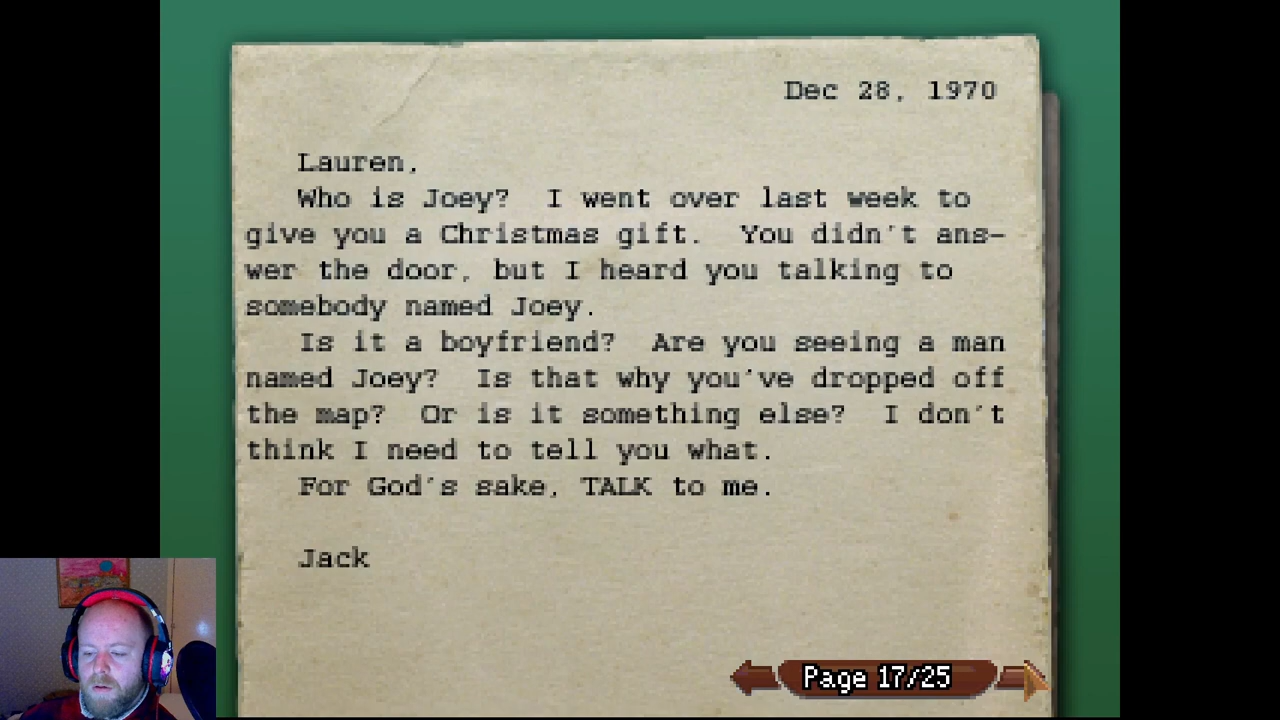 Dec 28, 1970
Lauren,
Who is Joey? I went over last week to
give you a Christmas gift. You didn't ans-
wer the door, but I heard you talking to
somebody named Joey.
Is it a boyfriend? Are you seeing a man
named Joey? Is that why you've dropped off
the map? Or is it something else? I don't
think I need to tell you what.
For God's sake, TALK to me.
Jack
Page 17/25